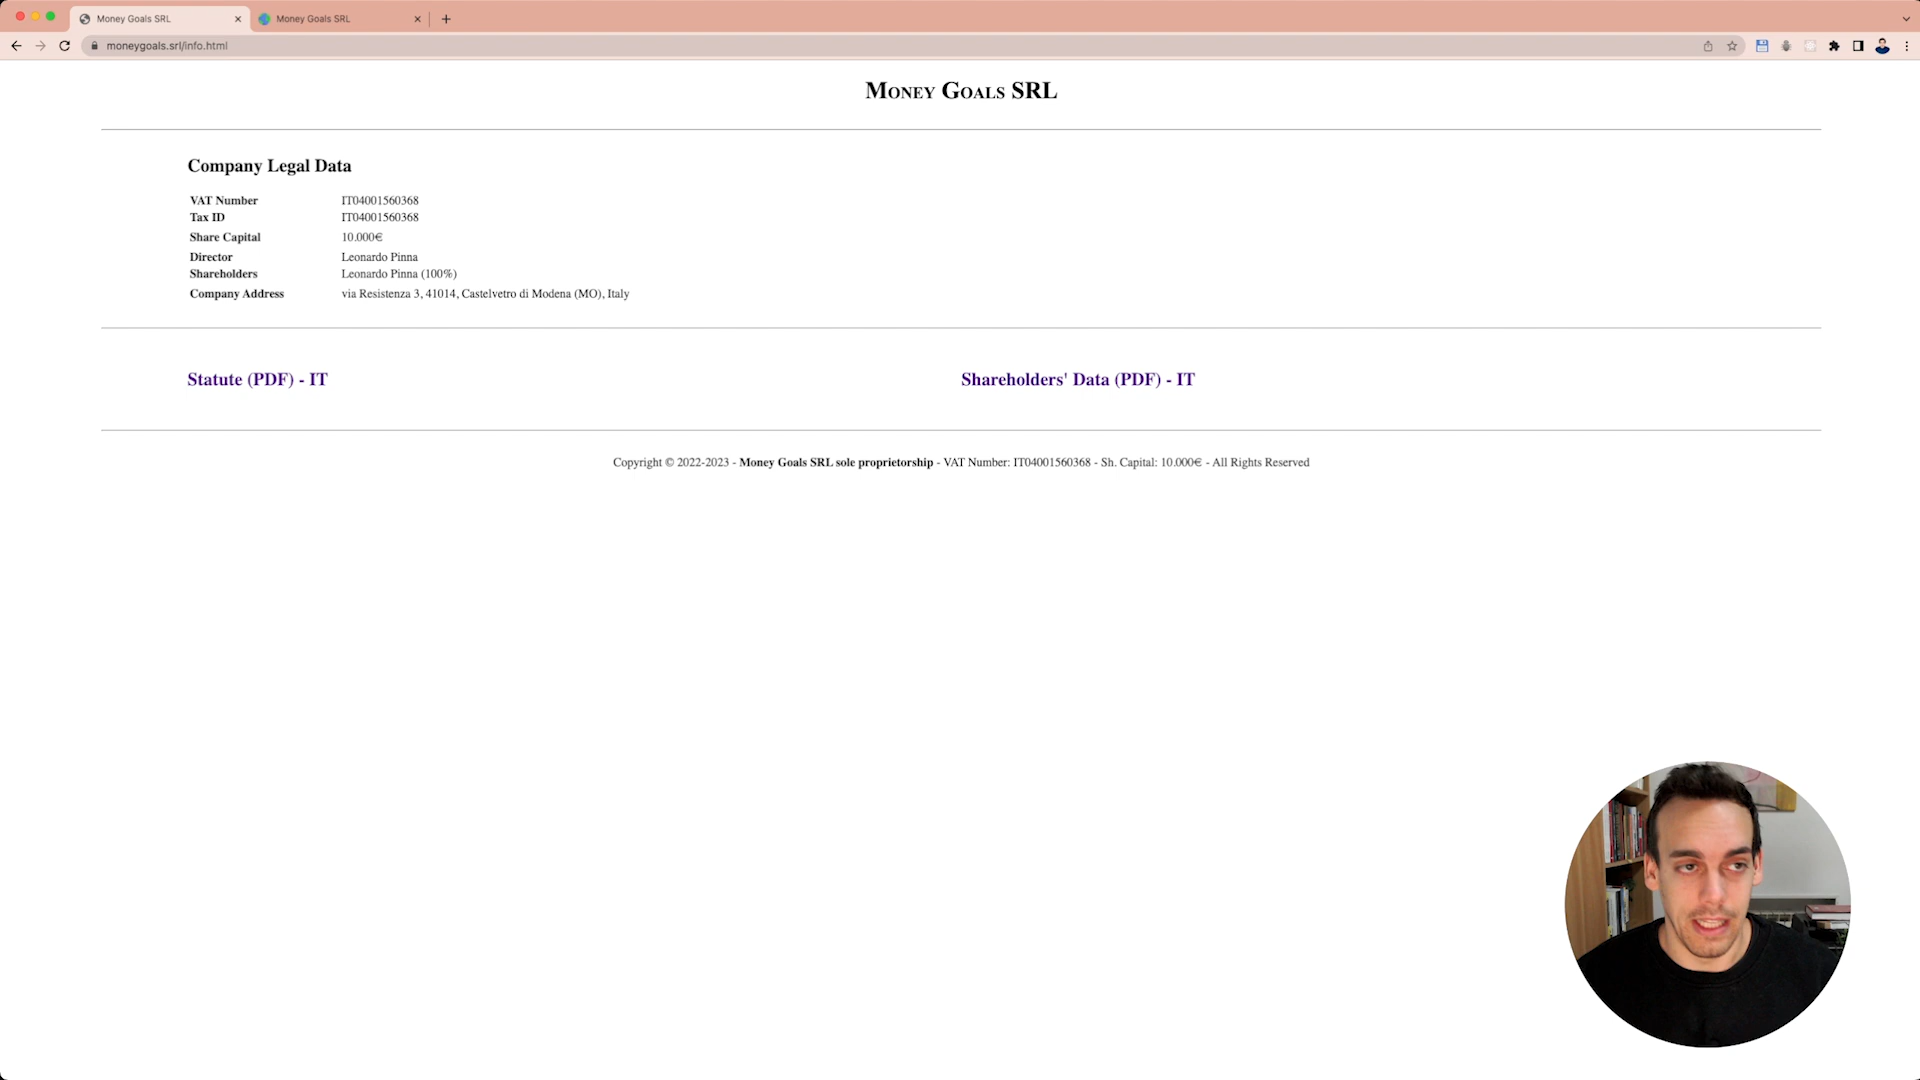 Money Goals SRL
Money Goals SRL
moneygoals.srl/info.html
Money Goals SRL
Company Legal Data
VAT Number IT04001560368
Tax ID IT04001560368
Share Capital 10.000€
Director Leonardo Pinna
Shareholders Leonardo Pinna (100%)
Company Address via Resistenza 3, 41014, Castelvetro di Modena (MO), Italy
Statute (PDF) - IT
Shareholders' Data (PDF) - IT
Copyright © 2022-2023 - Money Goals SRL sole proprietorship - VAT Number: IT04001560368 - Sh. Capital: 10.000€ - All Rights Reserved